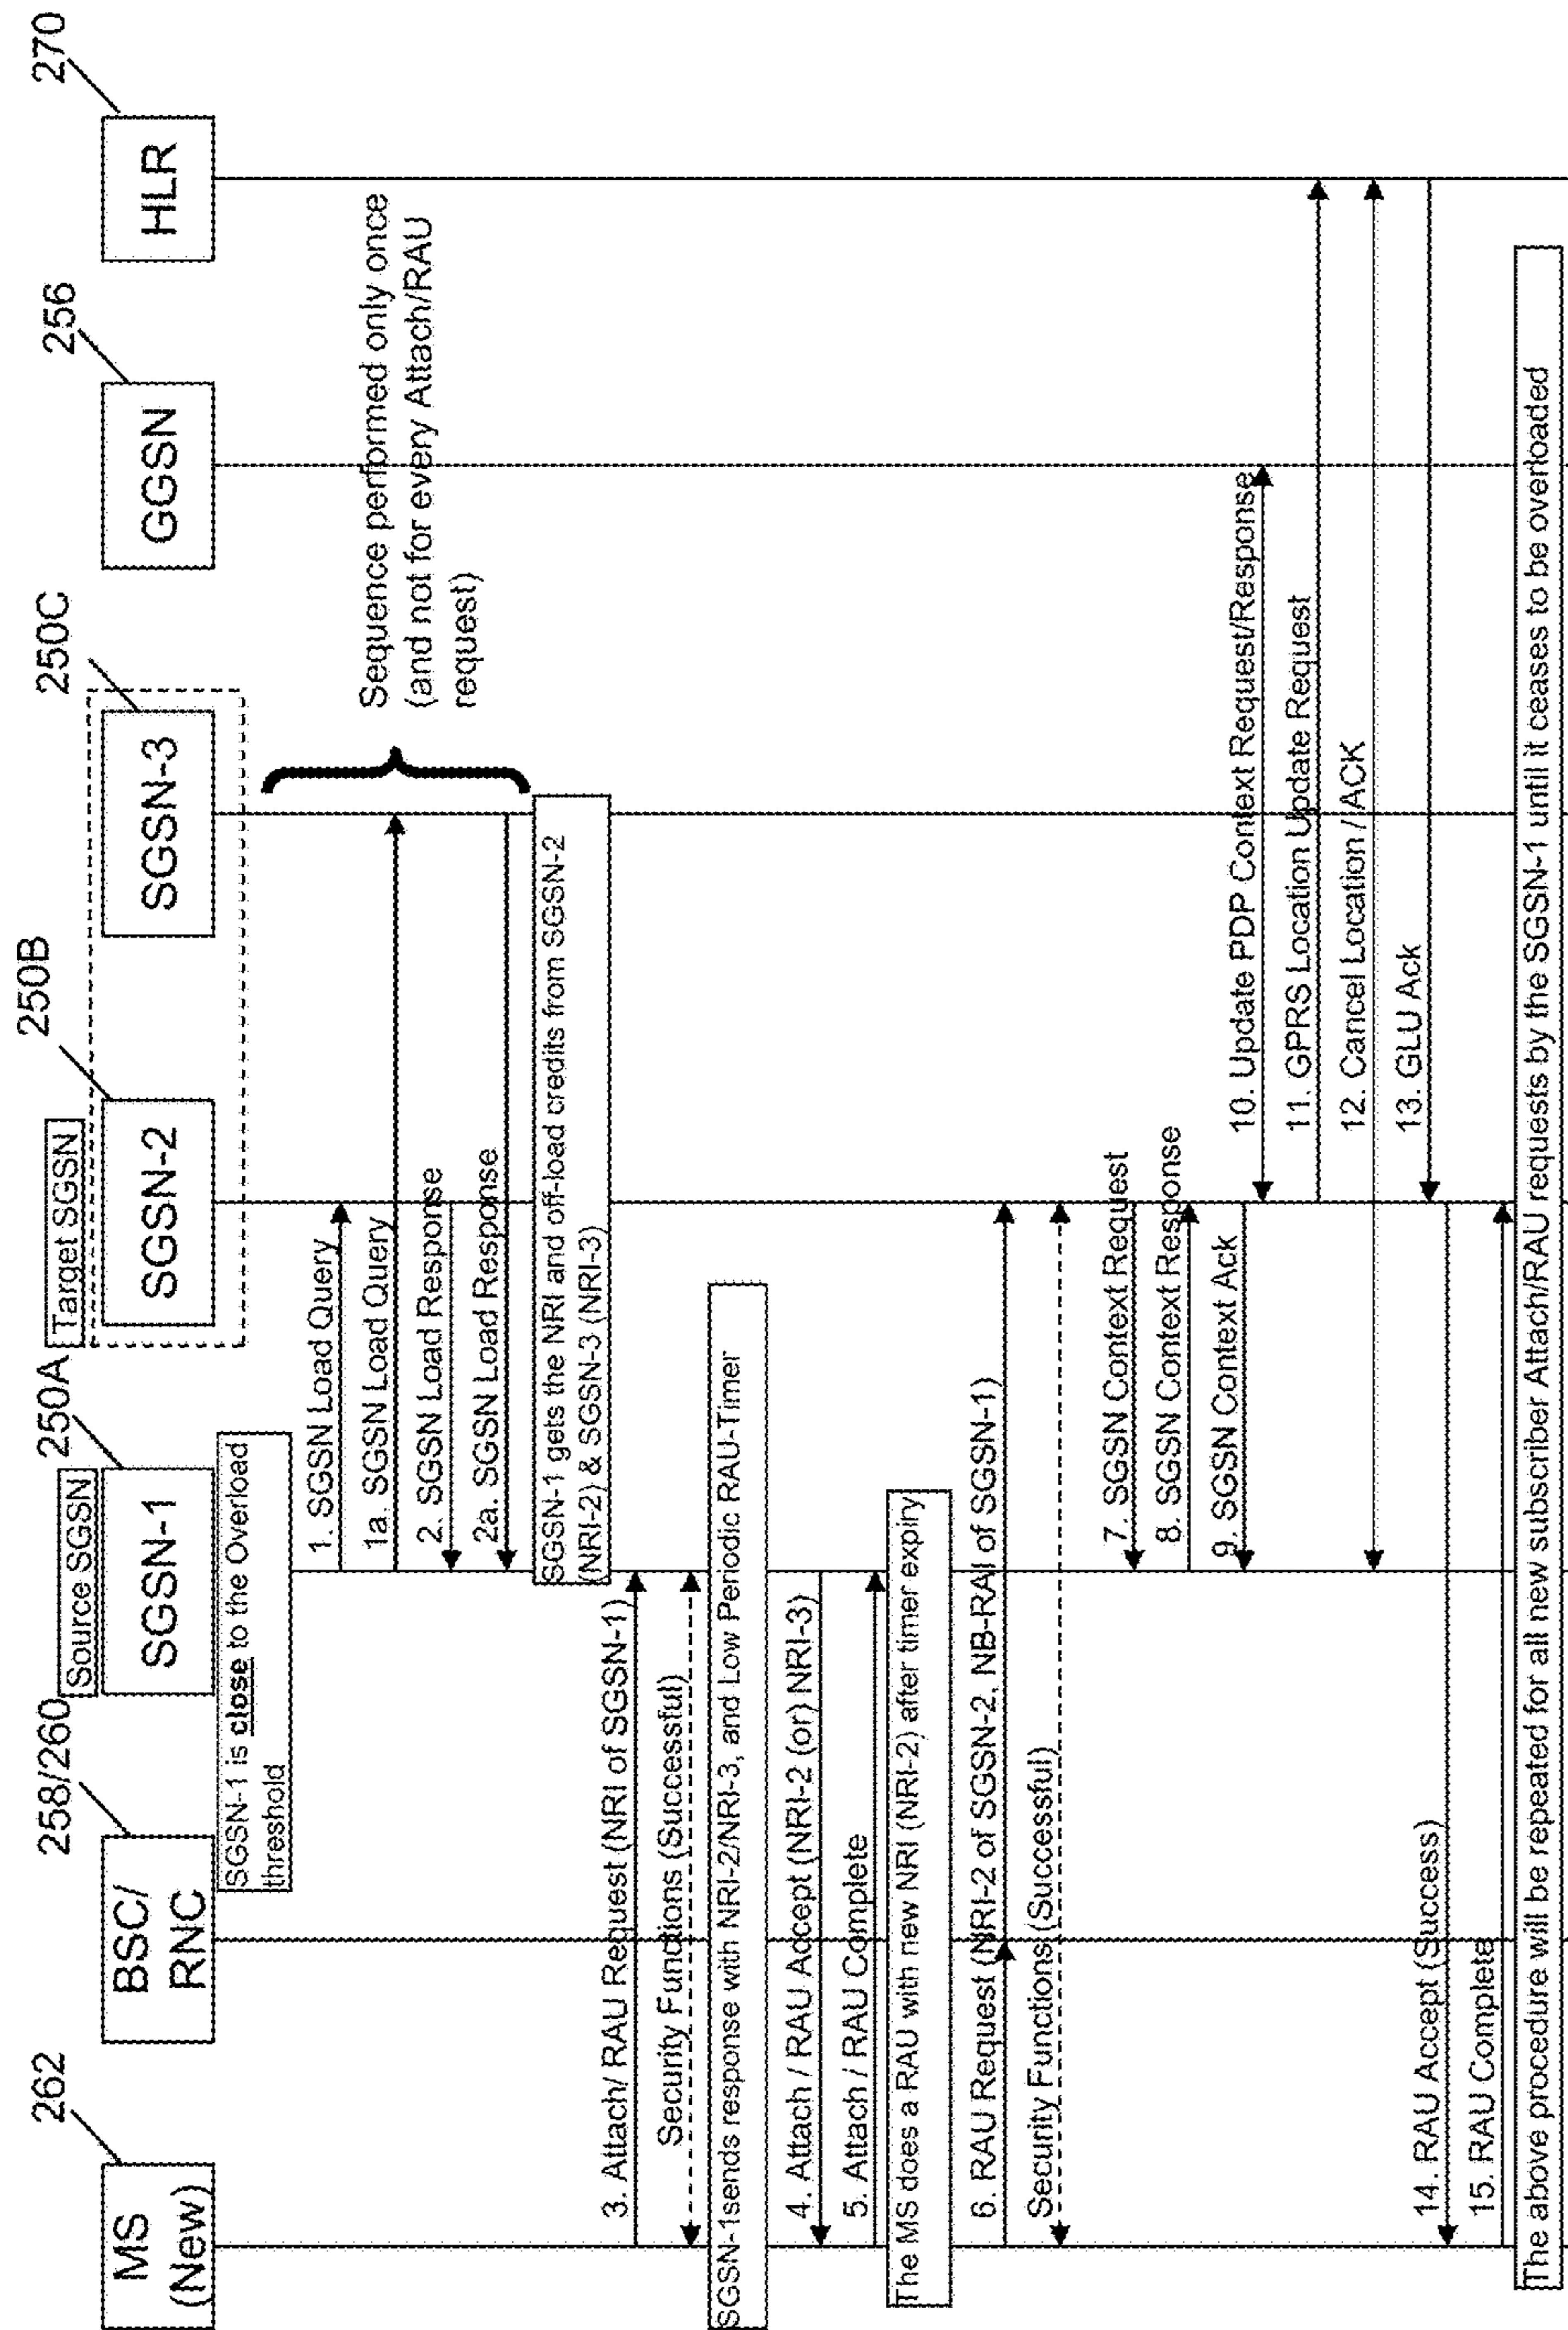 262
258/260
250A
250B
250C
256
270
Source SGSN
Target SGSN
MS
(New)
BSC/
RNC
SGSN-1
SGSN-2
SGSN-3
GGSN
HLR
SGSN-1 is close to the Overload
threshold
1. SGSN Load Query
1a. SGSN Load Query
2. SGSN Load Response
2a. SGSN Load Response
Sequence performed only once
(and not for every Attach/RAU
request)
SGSN-1 gets the NRI and off-load credits from SGSN-2
(NRI-2) & SGSN-3 (NRI-3)
3. Attach/ RAU Request (NRI of SGSN-1)
Security Functions (Successful)
SGSN-1sends response with NRI-2/NRI-3, and Low Periodic RAU-Timer
4. Attach / RAU Accept (NRI-2 (or) NRI-3)
5. Attach / RAU Complete
The MS does a RAU with new NRI (NRI-2) after timer expiry
6. RAU Request (NRI-2 of SGSN-2, NB-RAI of SGSN-1)
Security Functions (Successful)
7. SGSN Context Request
8. SGSN Context Response
9. SGSN Context Ack
10. Update PDP Context Request/Response
11. GPRS Location Update Request
12. Cancel Location / ACK
13. GLU Ack
14. RAU Accept (Success)
15. RAU Complete
The above procedure will be repeated for all new subscriber Attach/RAU requests by the SGSN-1 until it ceases to be overloaded